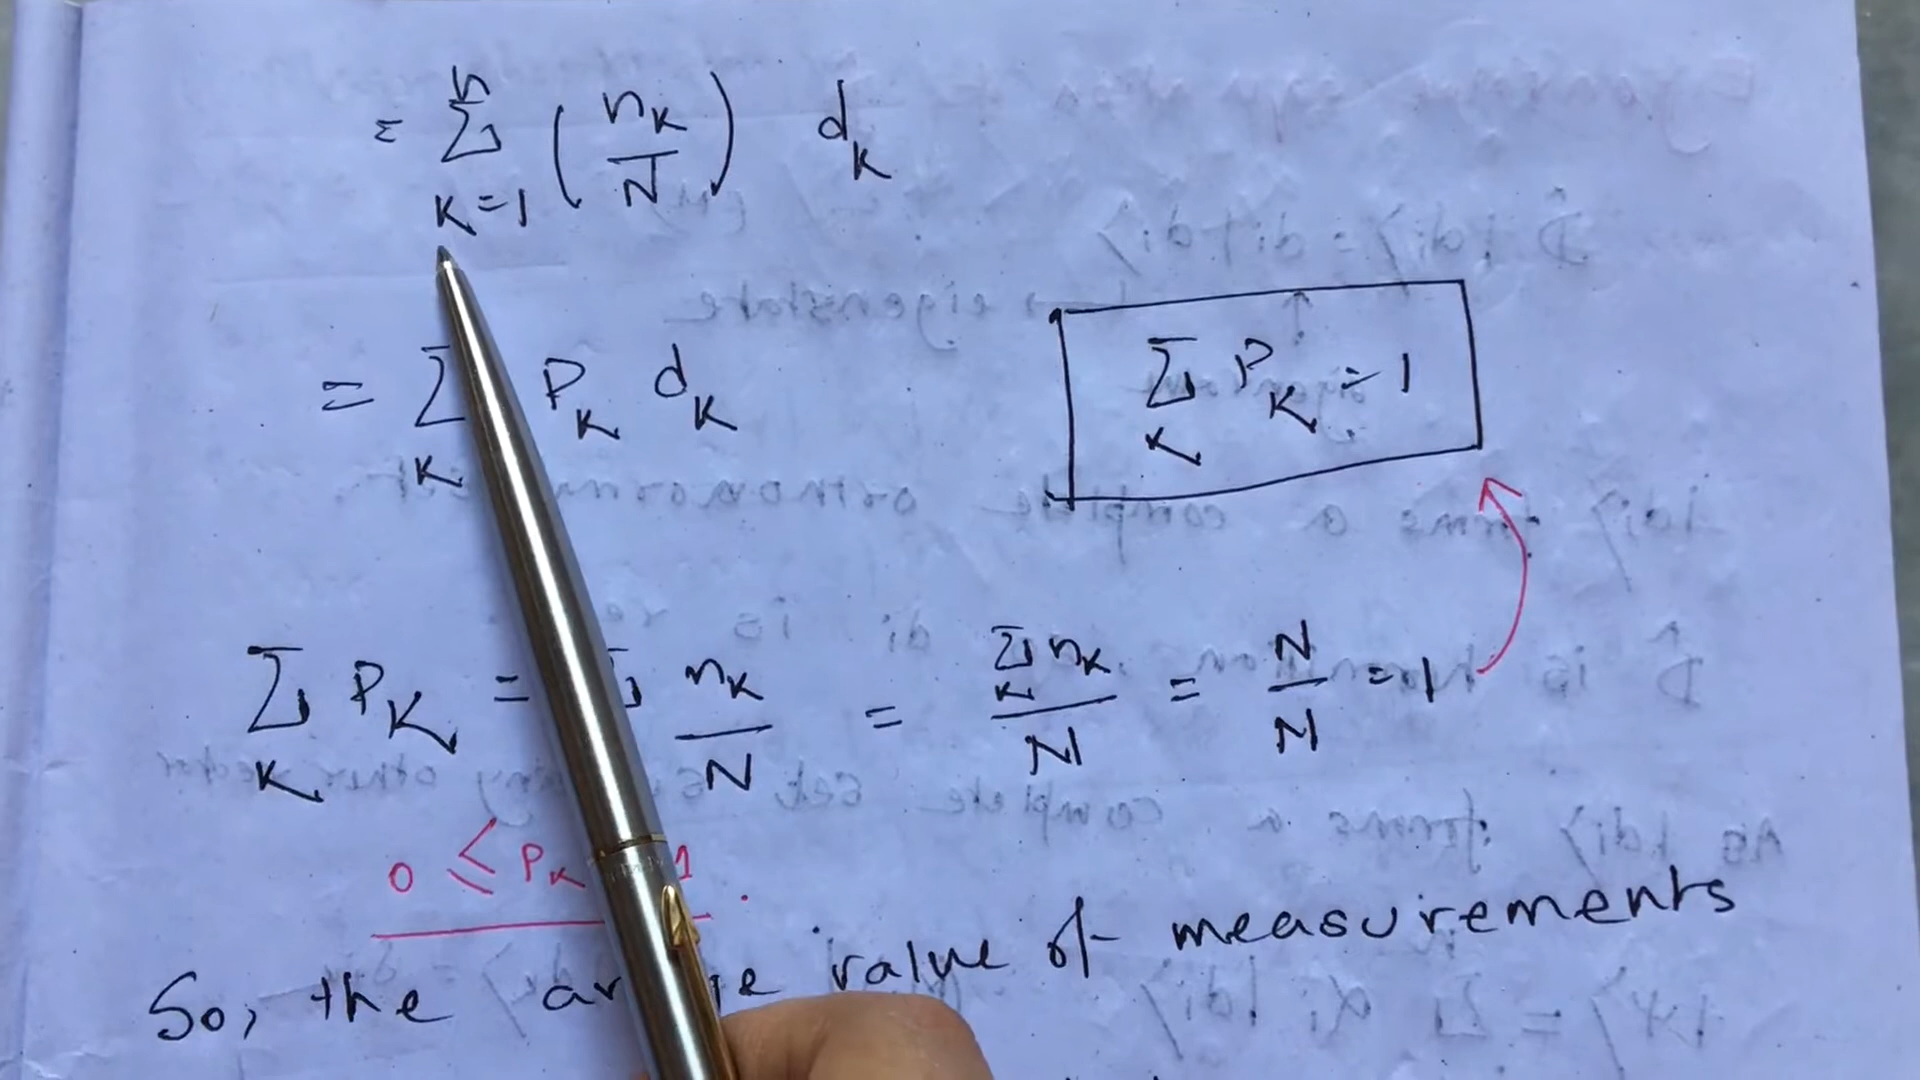 = Σ_{K=1}^{n} (n_K / N) d_K
= Σ_K P_K d_K
Σ_K P_K = 1
Σ_K P_K = n_K / N = Σ_K n_K / N = N / N = 1
0 ≤ P_K 1
So, the value of measurements